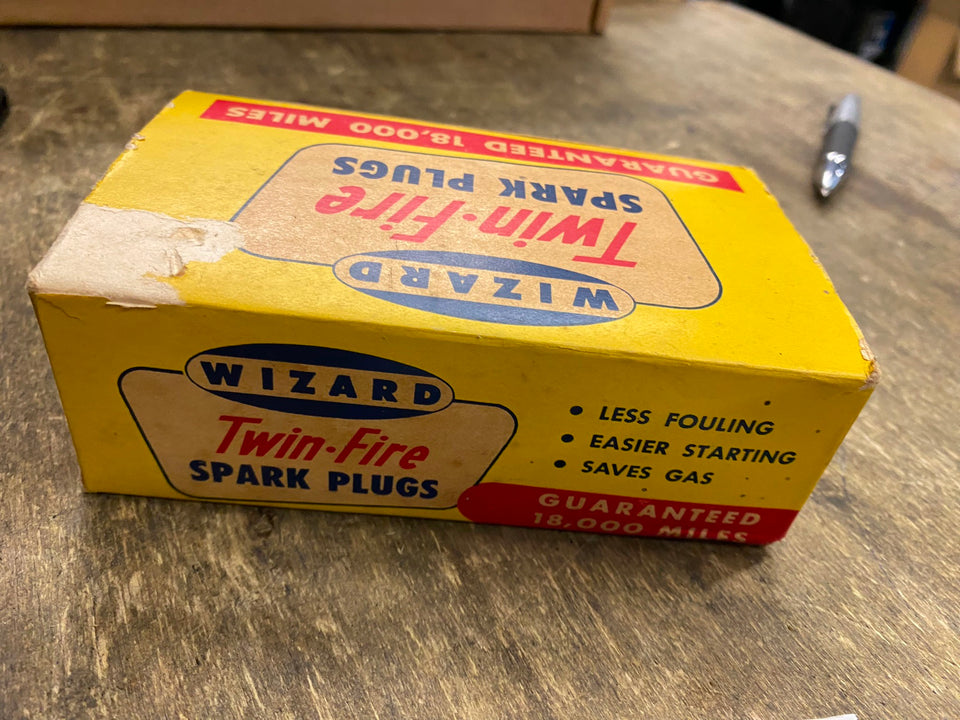 GUARANTEED 18,000 MILES
WIZARD
Twin-Fire
SPARK PLUGS
WIZARD
Twin-Fire
SPARK PLUGS
• LESS FOULING
• EASIER STARTING
• SAVES GAS
GUARANTEED
18,000 MILES